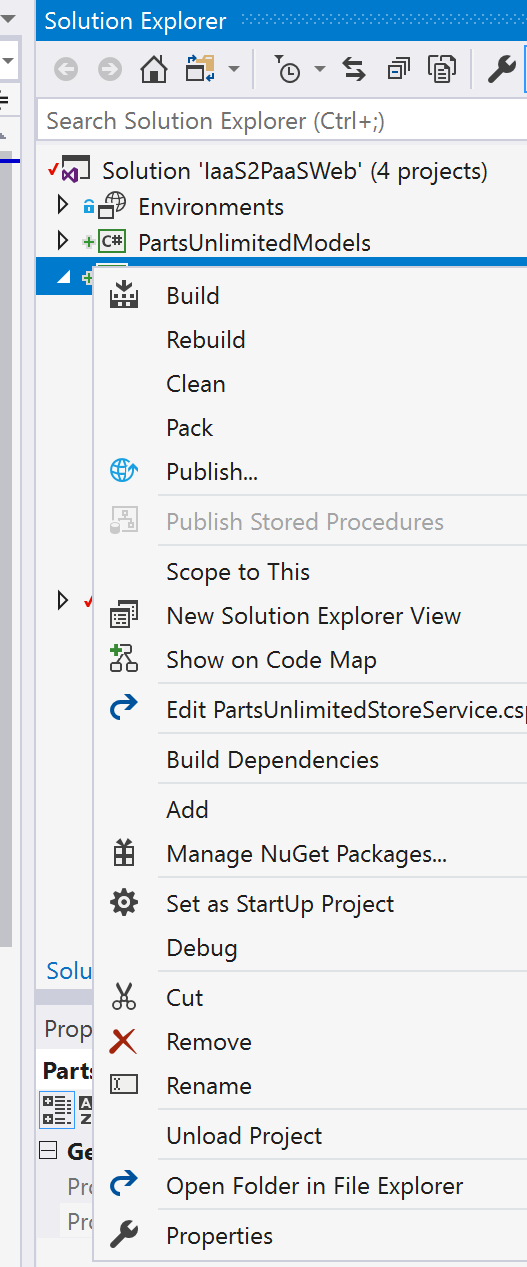 Solution Explorer
Search Solution Explorer (Ctrl+;)
Solution 'IaaS2PaaSWeb' (4 projects)
Environments
C# PartsUnlimitedModels
Build
Rebuild
Clean
Pack
Publish...
Publish Stored Procedures
Scope to This
New Solution Explorer View
Show on Code Map
Edit PartsUnlimitedStoreService.csp
Build Dependencies
Add
Manage NuGet Packages...
Set as StartUp Project
Debug
Solu
Cut
Prop
Remove
Parts
Rename
Ge
Unload Project
Pro
Open Folder in File Explorer
Pro
Properties